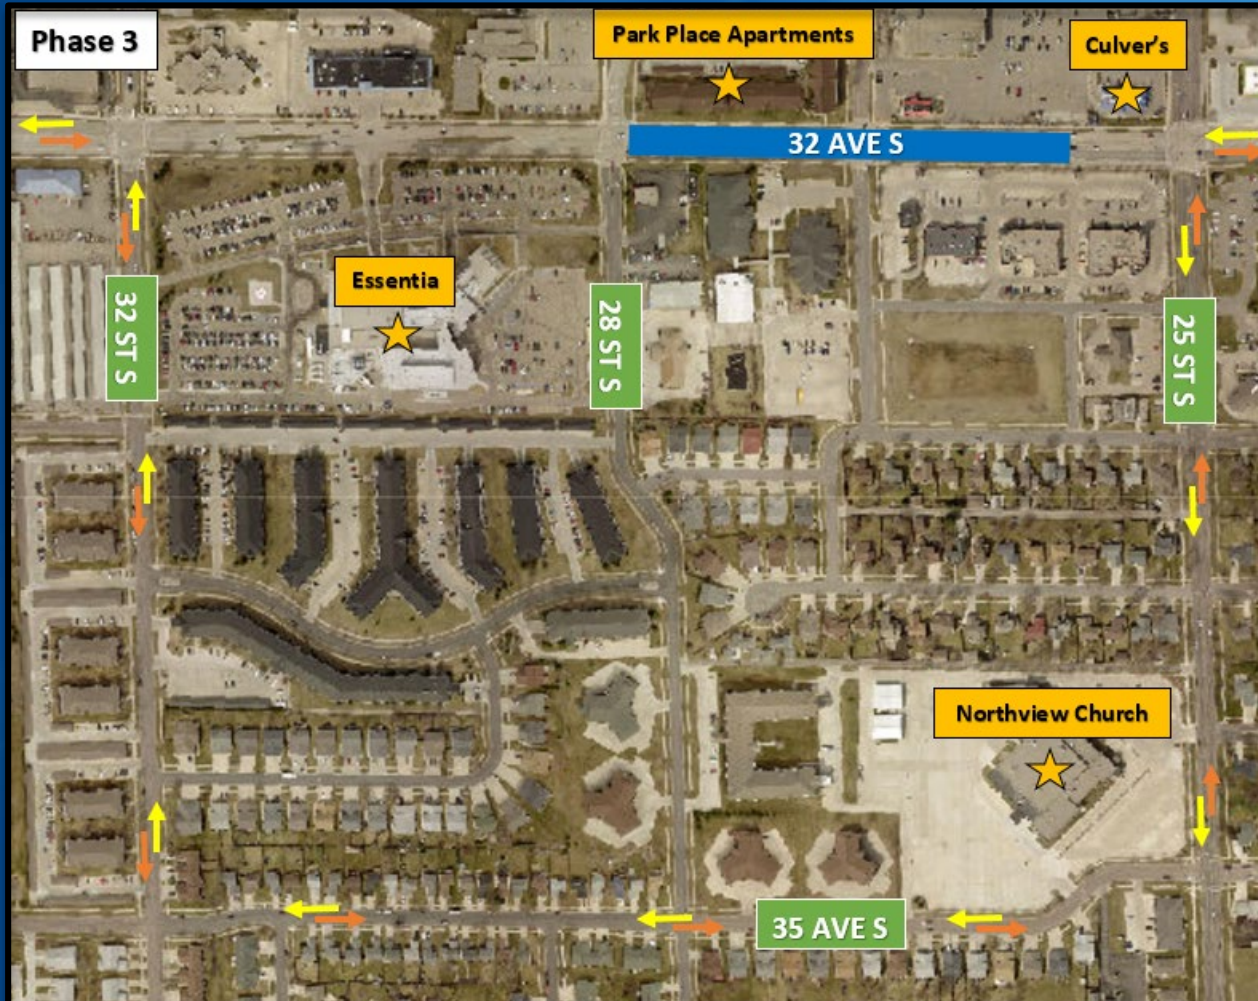 Phase 3
Park Place Apartments
Culver's
32 AVE S
Essentia
32 ST S
28 ST S
25 ST S
Northview Church
35 AVE S